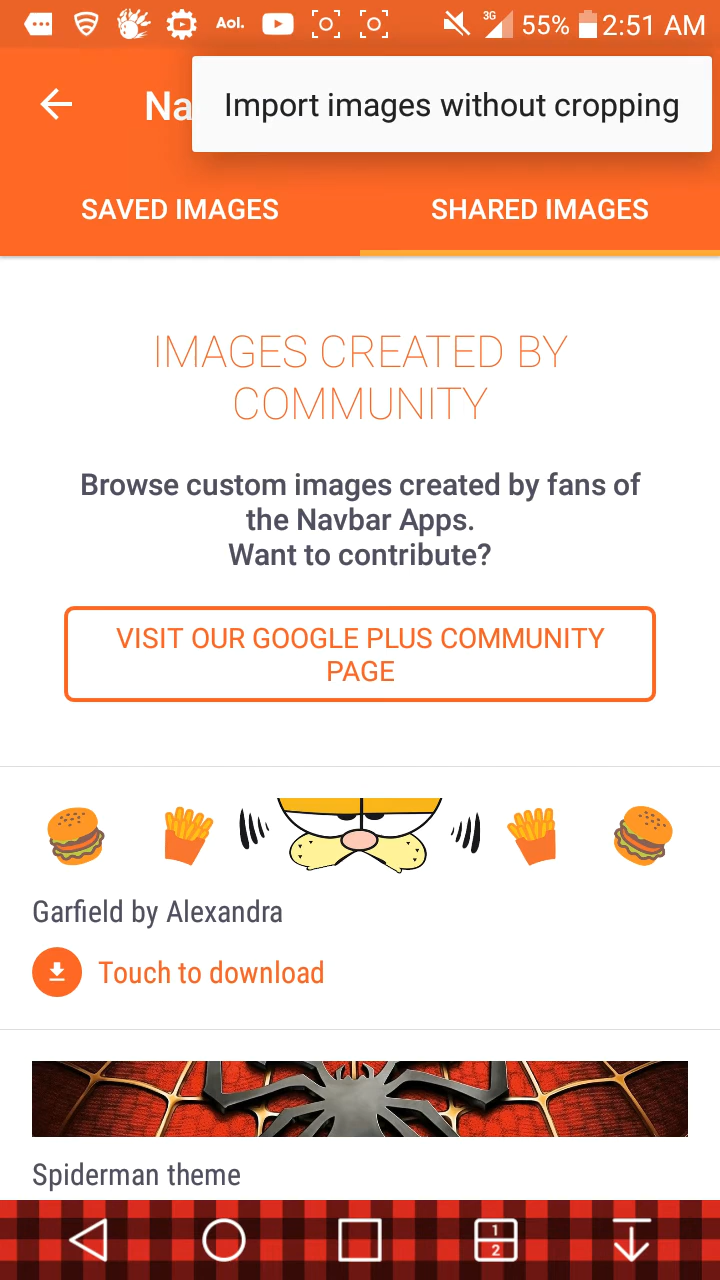 Aol.
3G
55%
2:51 AM
Na
Import images without cropping
SAVED IMAGES
SHARED IMAGES
IMAGES CREATED BY
COMMUNITY
Browse custom images created by fans of
the Navbar Apps.
Want to contribute?
VISIT OUR GOOGLE PLUS COMMUNITY
PAGE
Garfield by Alexandra
Touch to download
Spiderman theme
1
2